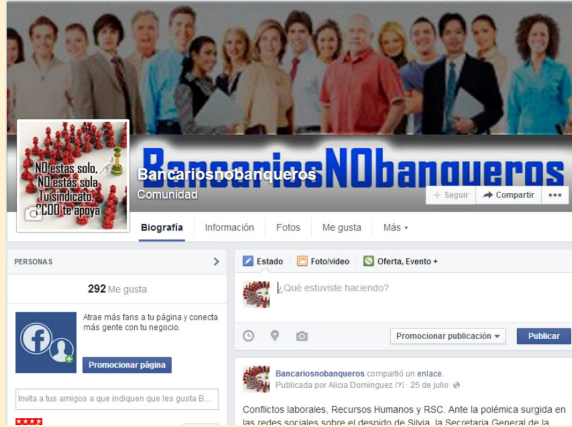 BancariosNObanqueros
NO estas solo,
NO estás sola
Tu sindicato,
CCOO te apoya
Bancariosnobanqueros
Comunidad
+ Seguir
Compartir
Biografía
Información
Fotos
Me gusta
Más
PERSONAS
292 Me gusta
Atrae más fans a tu página y conecta
más gente con tu negocio.
Promocionar página
Invita a tus amigos a que indiquen que les gusta B...
Estado
Foto/vídeo
Oferta, Evento +
¿Qué estuviste haciendo?
Promocionar publicación
Publicar
Bancariosnobanqueros compartió un enlace.
Publicada por Alicia Dominguez [?] · 25 de julio
Conflictos laborales, Recursos Humanos y RSC. Ante la polémica surgida en
las redes sociales sobre el despido de Silvia, la Secretaria General de la